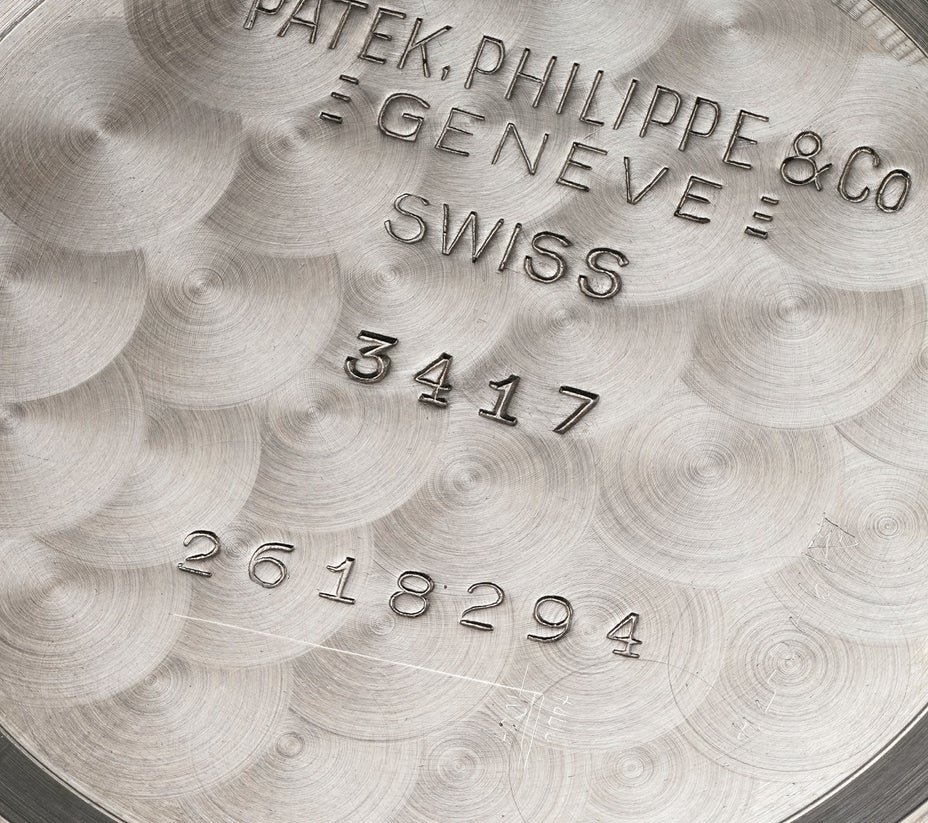 PATEK, PHILIPPE & Co
GENEVE
SWISS
3417
2618294